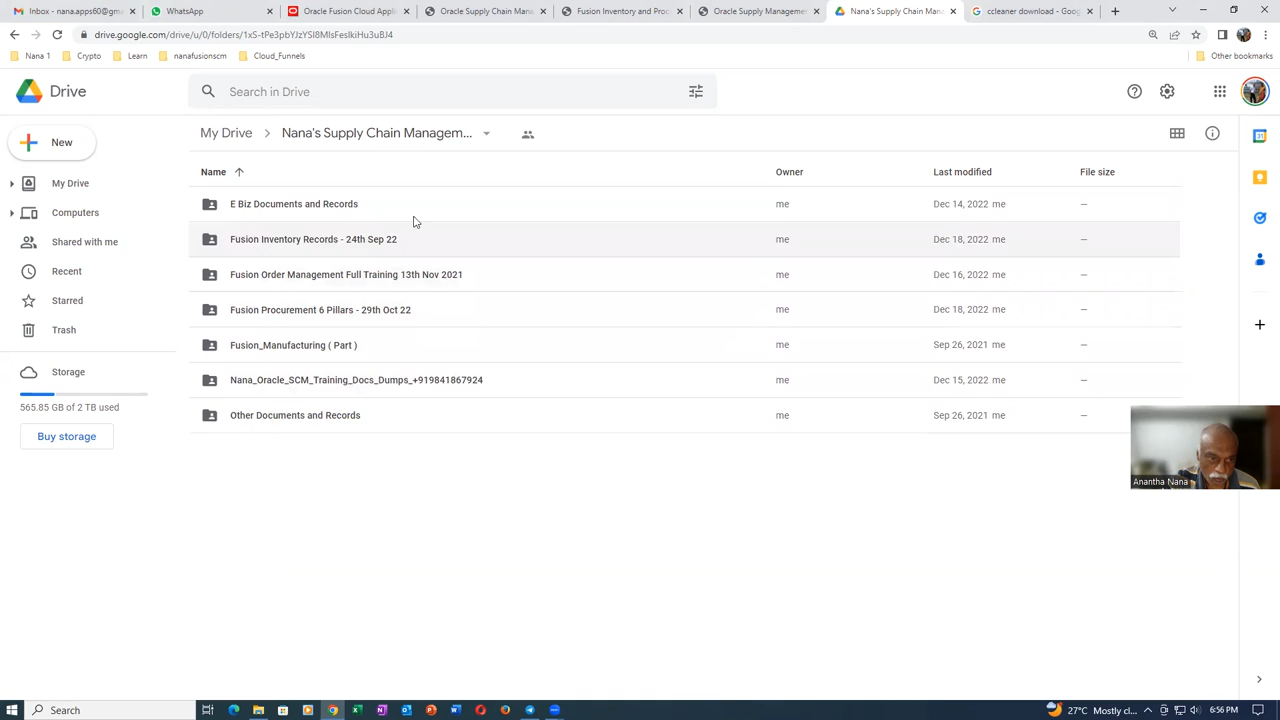 Inbox - nana.apps60@gma
WhatsApp
Oracle Fusion Cloud Applic
Oracle Supply Chain Mana
Fusion Inventory and Proc
Oracle Supply Managemen
Nana's Supply Chain Mana
ccleaner download - Goog
drive.google.com/drive/u/0/folders/1xS-tPe3pbYJzYSI8MIsFesIkiHu3uBJ4
Nana 1
Crypto
Learn
nanafusionscm
Cloud_Funnels
Other bookmarks
Drive
Search in Drive
New
My Drive
Nana's Supply Chain Managem...
Name
Owner
Last modified
File size
My Drive
Computers
Shared with me
Recent
Starred
Trash
Storage
565.85 GB of 2 TB used
Buy storage
E Biz Documents and Records me Dec 14, 2022 me —
Fusion Inventory Records - 24th Sep 22 me Dec 18, 2022 me —
Fusion Order Management Full Training 13th Nov 2021 me Dec 16, 2022 me —
Fusion Procurement 6 Pillars - 29th Oct 22 me Dec 18, 2022 me —
Fusion_Manufacturing ( Part ) me Sep 26, 2021 me —
Nana_Oracle_SCM_Training_Docs_Dumps_+919841867924 me Dec 15, 2022 me —
Other Documents and Records me Sep 26, 2021 me —
Anantha Nana
Search
27°C Mostly cl...
6:56 PM